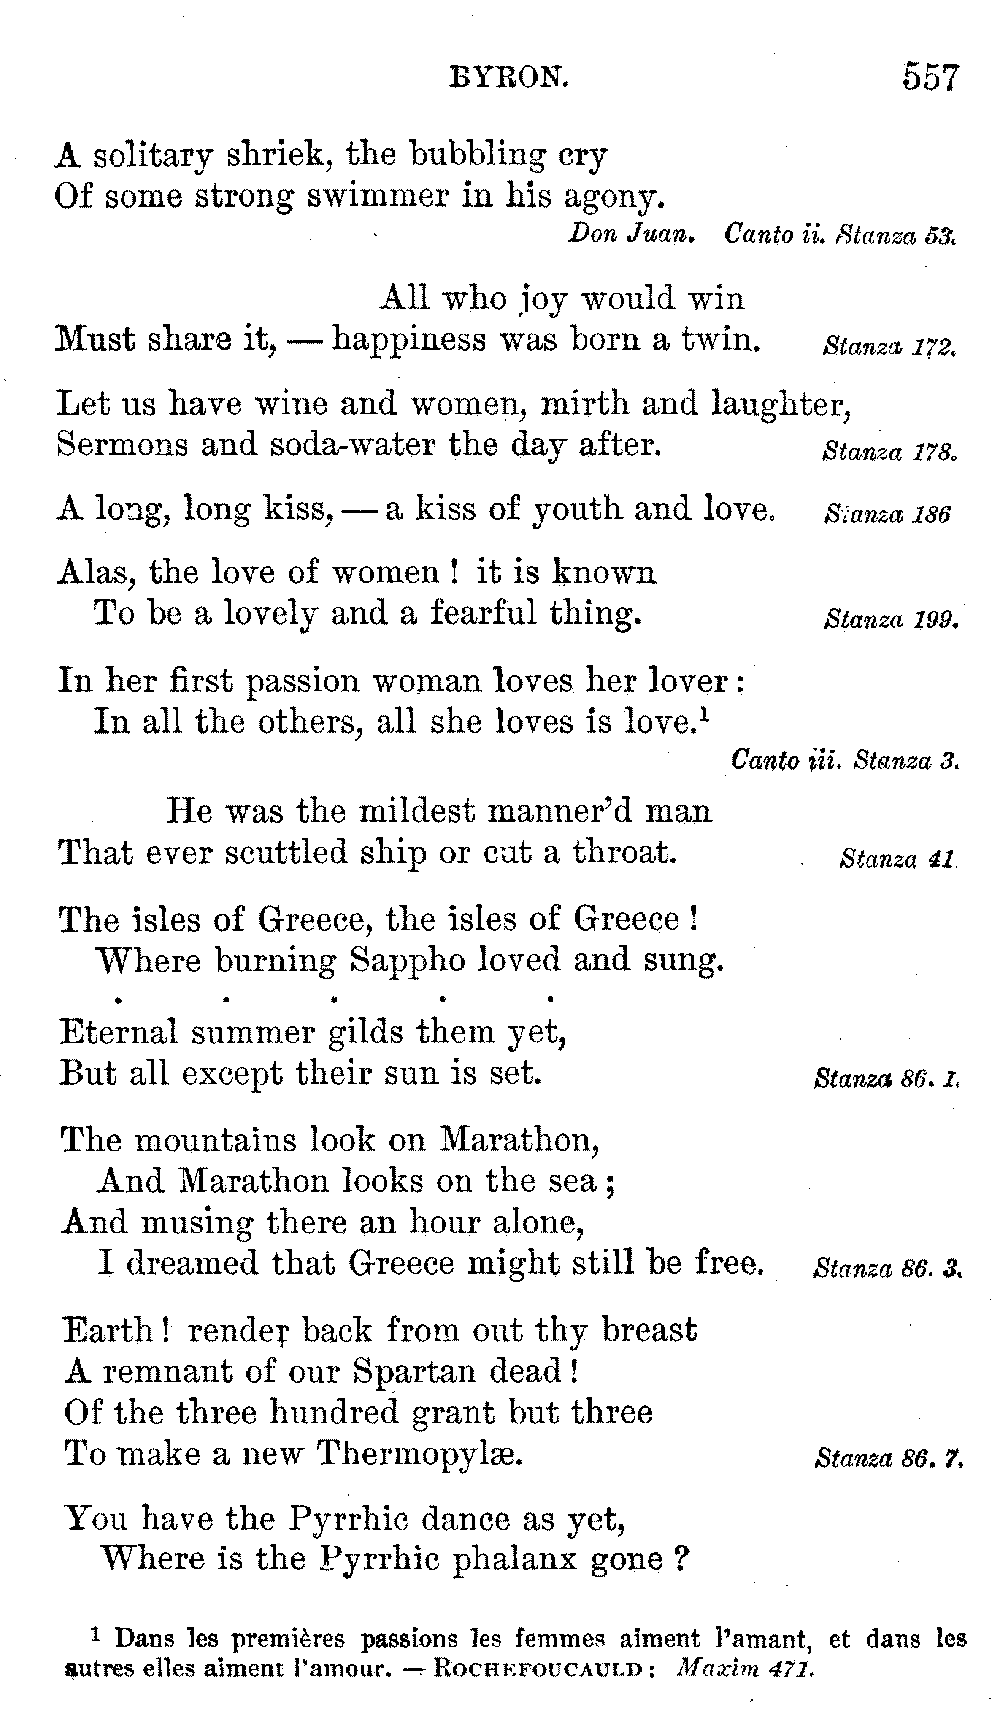 BYRON. 557
A solitary shriek, the bubbling cry
Of some strong swimmer in his agony.
Don Juan. Canto ii. Stanza 53.
All who joy would win
Must share it, — happiness was born a twin. Stanza 172.
Let us have wine and women, mirth and laughter,
Sermons and soda-water the day after. Stanza 178.
A long, long kiss, — a kiss of youth and love. Stanza 186
Alas, the love of women ! it is known
To be a lovely and a fearful thing. Stanza 199.
In her first passion woman loves her lover :
In all the others, all she loves is love.¹
Canto iii. Stanza 3.
He was the mildest manner'd man
That ever scuttled ship or cut a throat. Stanza 41.
The isles of Greece, the isles of Greece !
Where burning Sappho loved and sung.
. . . . .
Eternal summer gilds them yet,
But all except their sun is set. Stanza 86. 1.
The mountains look on Marathon,
And Marathon looks on the sea ;
And musing there an hour alone,
I dreamed that Greece might still be free. Stanza 86. 3.
Earth ! render back from out thy breast
A remnant of our Spartan dead !
Of the three hundred grant but three
To make a new Thermopylæ. Stanza 86. 7.
You have the Pyrrhic dance as yet,
Where is the Pyrrhic phalanx gone ?
¹ Dans les premières passions les femmes aiment l'amant, et dans les
autres elles aiment l'amour. — ROCHEFOUCAULD : Maxim 471.